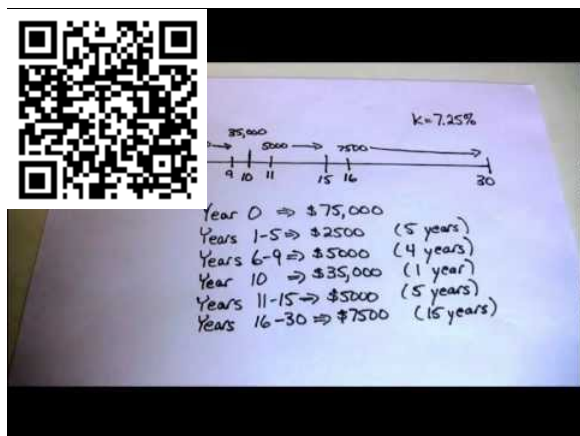 K=7.25%
35,000
5000 7500
9 10 11 15 16 30
Year 0 ⇒ $75,000
Years 1-5 ⇒ $2500 (5 years)
Years 6-9 ⇒ $5000 (4 years)
Year 10 ⇒ $35,000 (1 year)
Years 11-15 ⇒ $5000 (5 years)
Years 16-30 ⇒ $7500 (15 years)